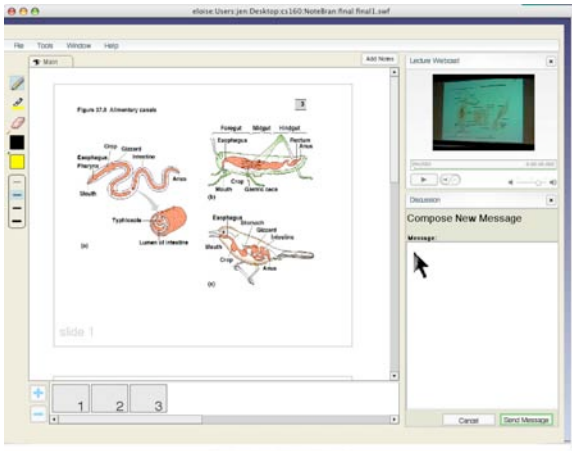 eloise:Users:jen:Desktop:cs160:NoteBran final final1.swf
File Tools Window Help
Main
Add Notes
Lecture Webcast
Figure 37.8 Alimentary canals
3
Foregut Midgut Hindgut
Esophagus
Rectum
Anus
Crop
Mouth
Gastric ceca
(b)
Crop
Gizzard
Esophagus
Intestine
Pharynx
Anus
Mouth
Typhlosole
Lumen of intestine
(a)
Esophagus
Stomach
Gizzard
Intestine
Mouth
Crop
Anus
(c)
slide 1
1 2 3
Discussion
Compose New Message
Message:
Cancel
Send Message